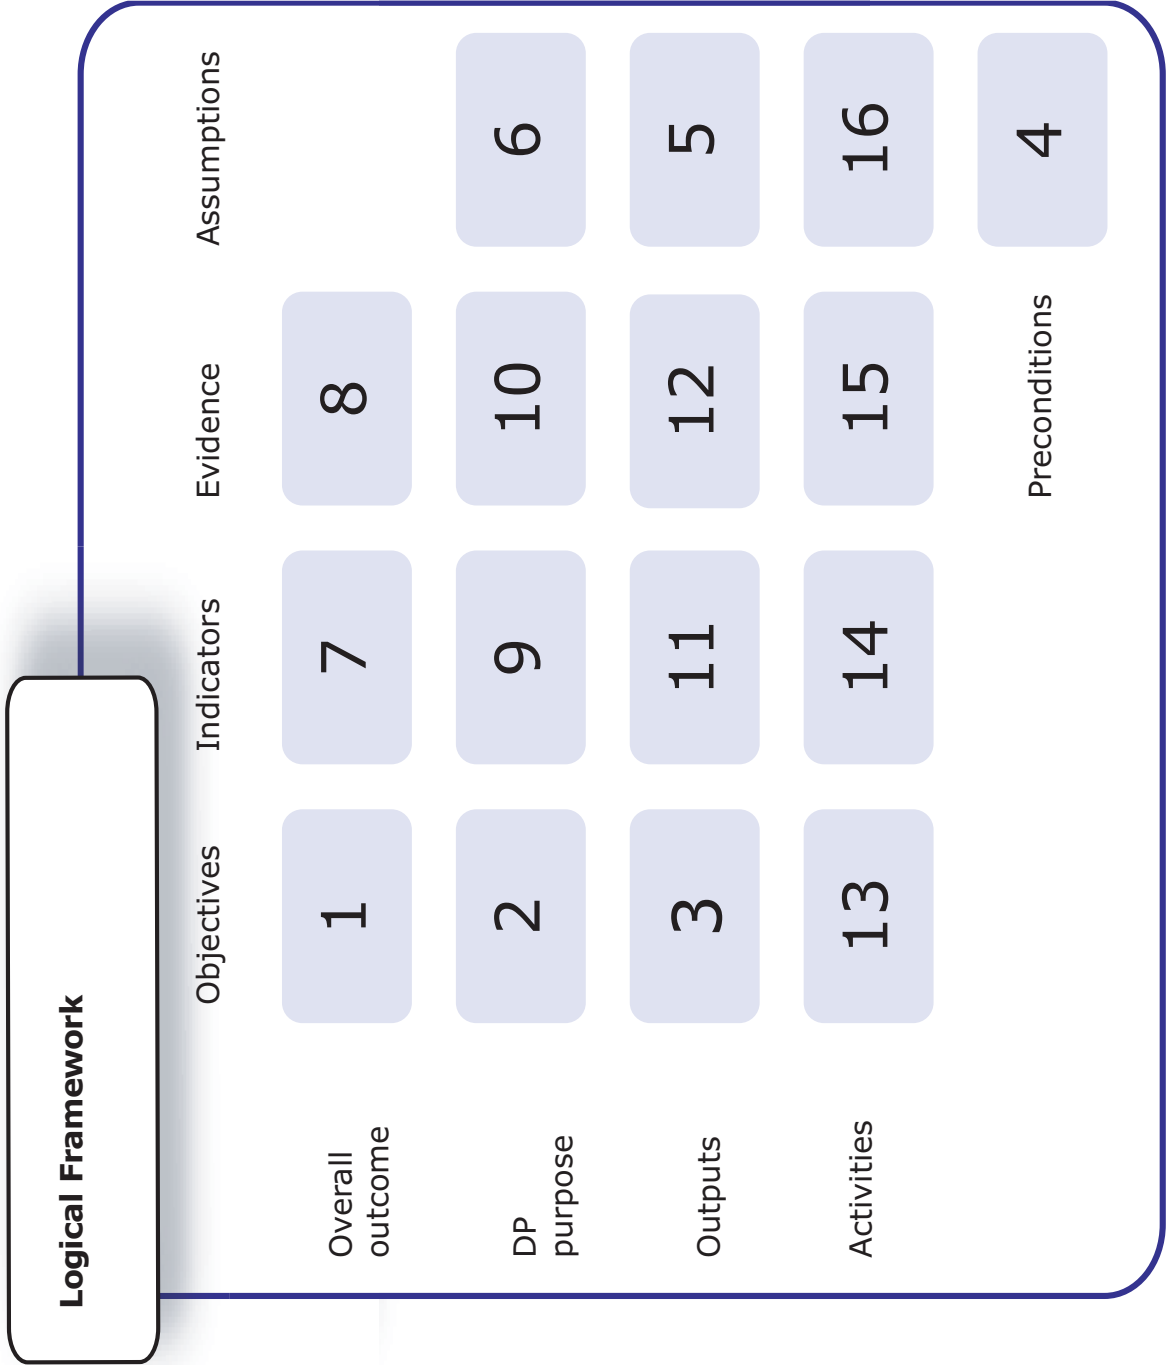 Logical Framework
Objectives Indicators Evidence Assumptions
Overall
outcome
1 7 8
DP
purpose
2 9 10 6
Outputs 3 11 12 5
Activities 13 14 15 16
Preconditions 4